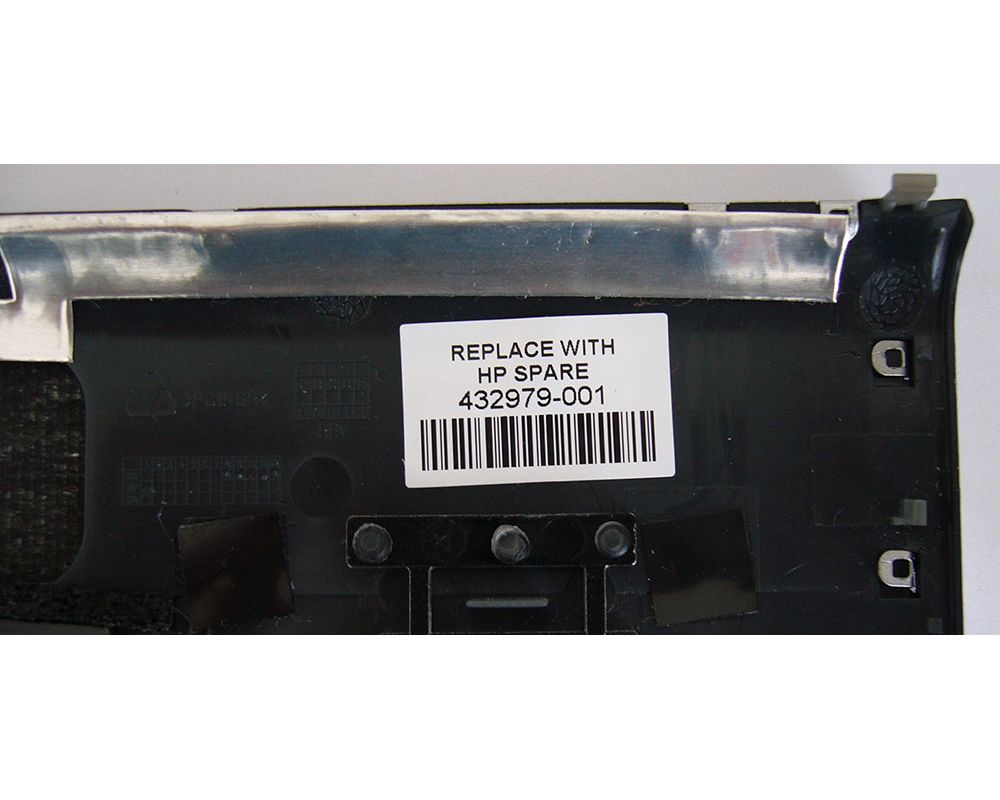 REPLACE WITH
HP SPARE
432979-001